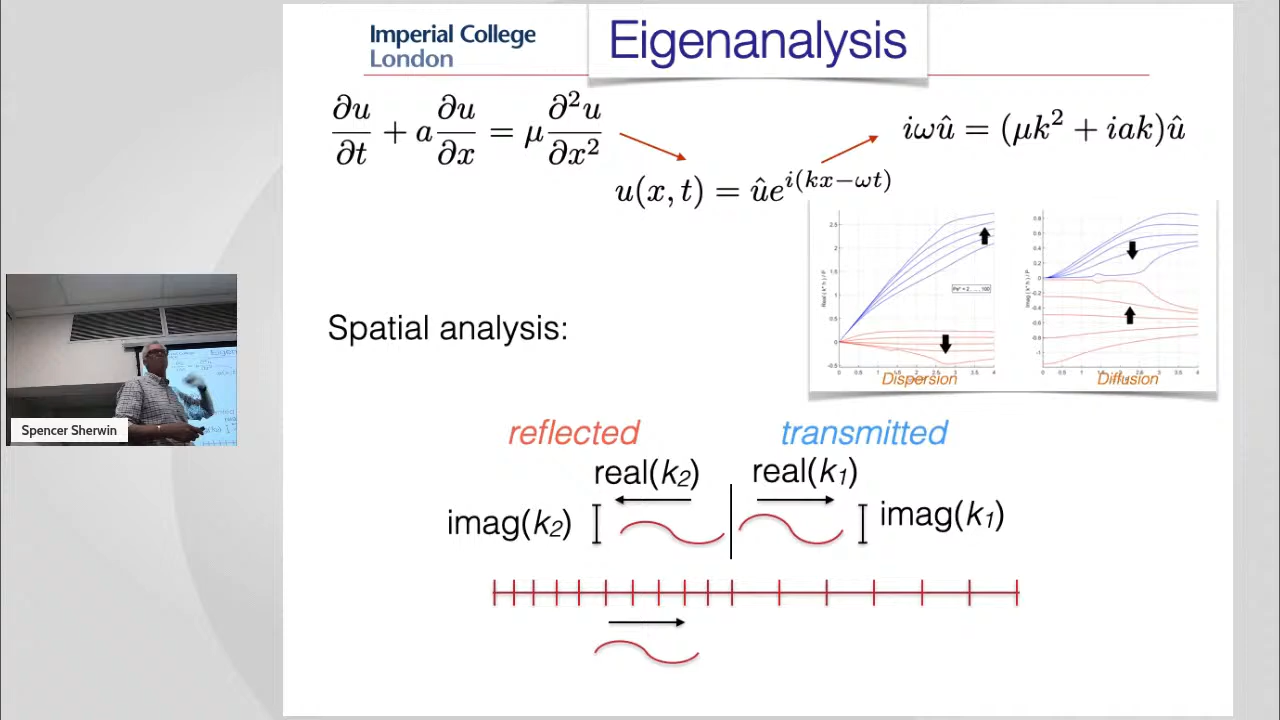 Imperial College
London
Eigenanalysis
∂u/∂t + a ∂u/∂x = μ ∂²u/∂x²
iωû = (μk² + iak)û
u(x, t) = ûe^{i(kx−ωt)}
Spatial analysis:
Dispersion
Diffusion
reflected
transmitted
real(k₂)
real(k₁)
imag(k₂)
imag(k₁)
Spencer Sherwin